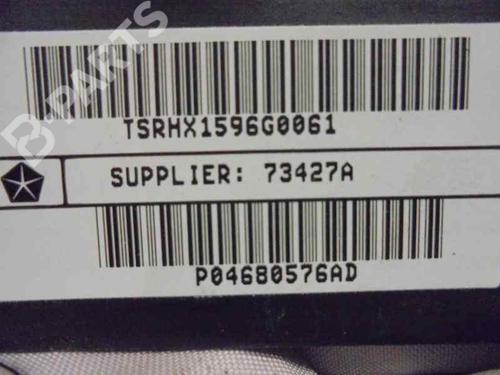 B-PARTS
TSRHX1596G0061
SUPPLIER: 73427A
P04680576AD